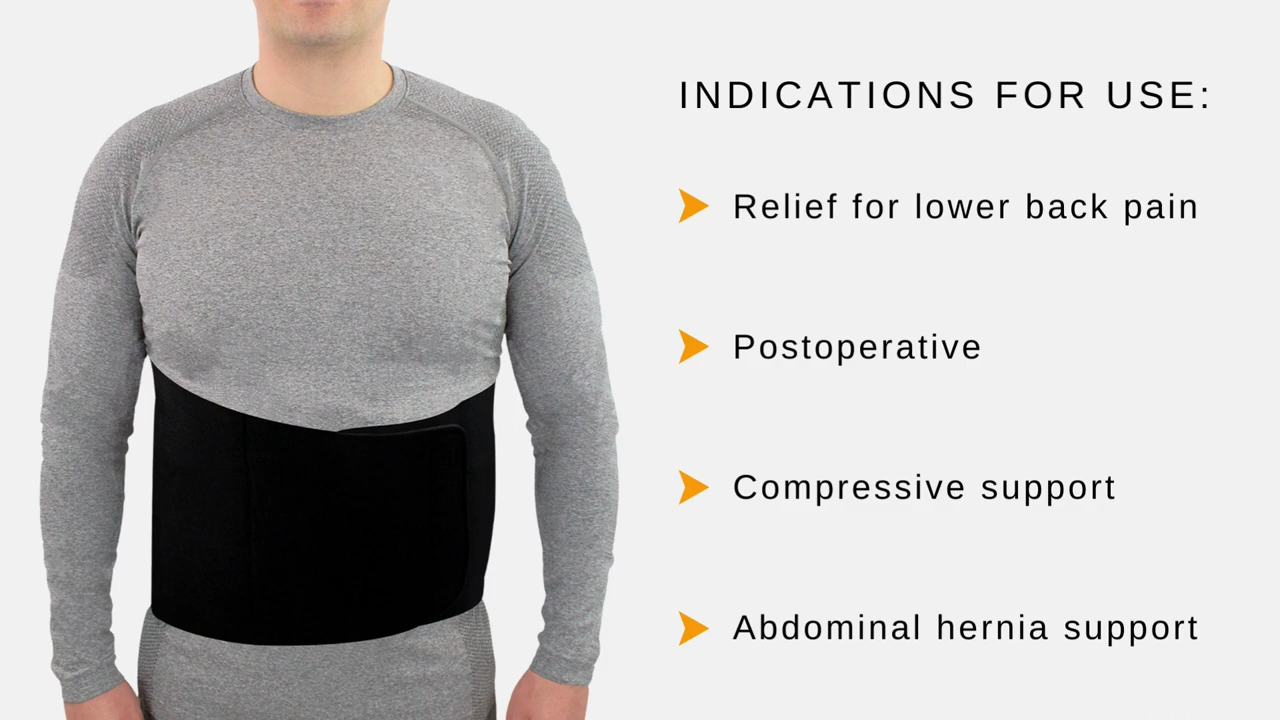 INDICATIONS FOR USE:
Relief for lower back pain
Postoperative
Compressive support
Abdominal hernia support